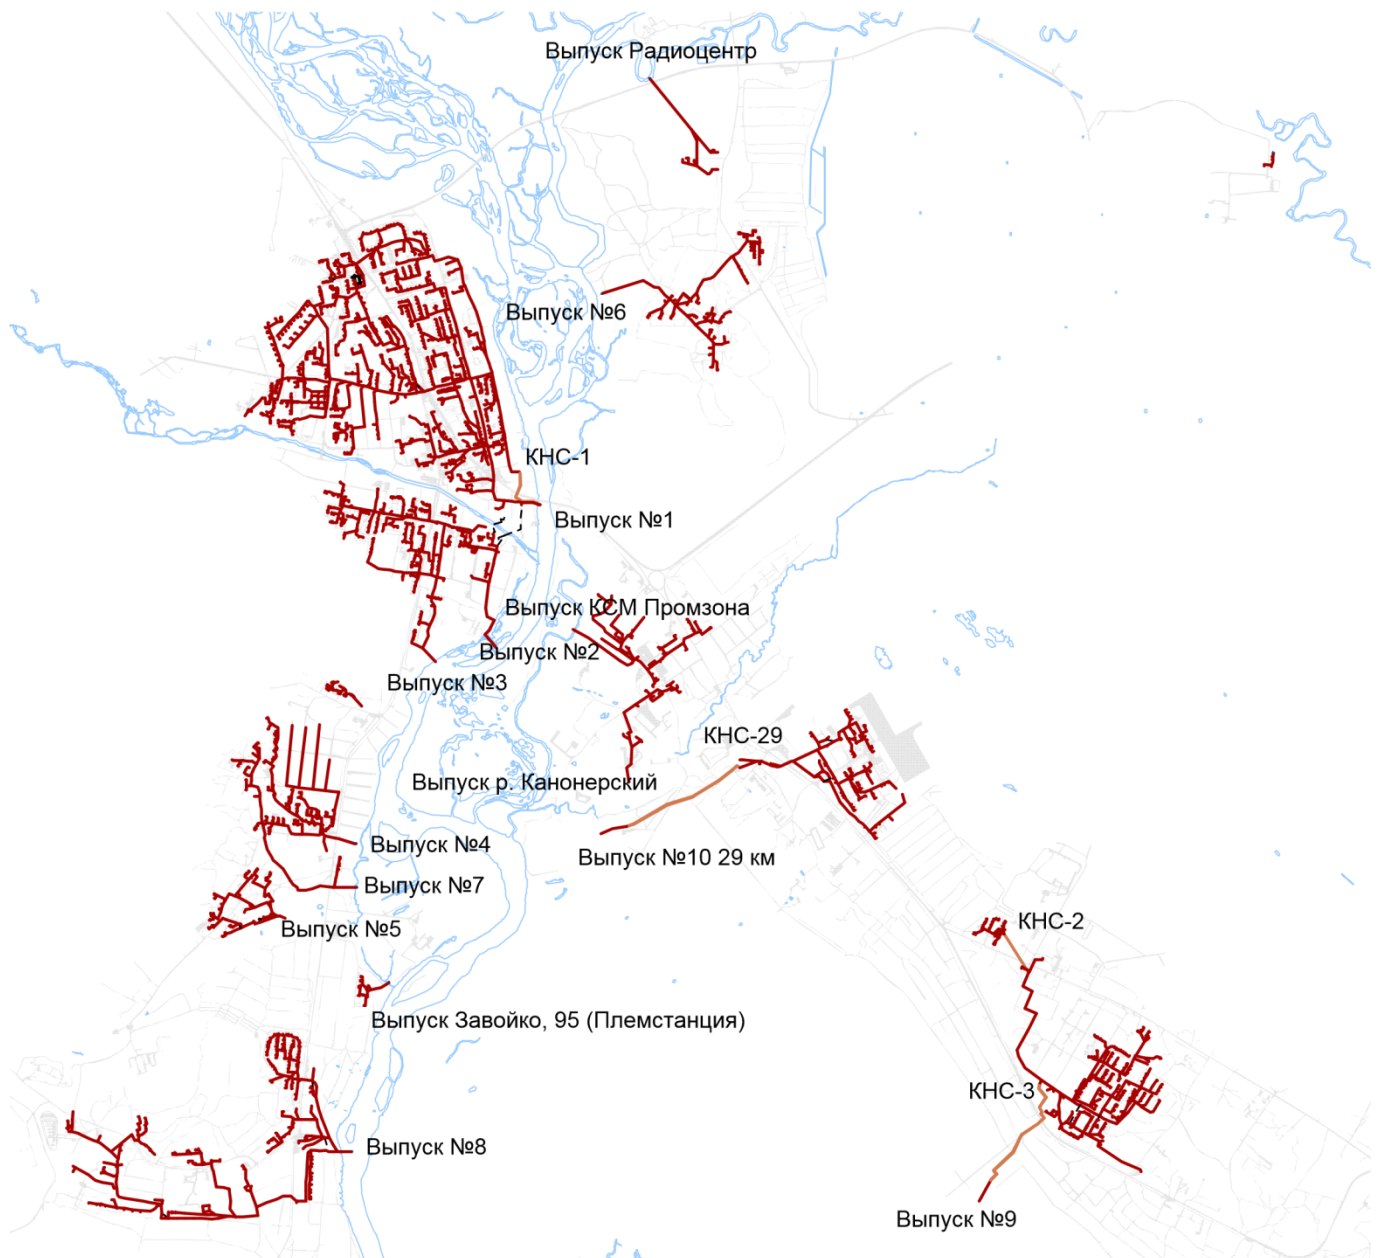 Выпуск Радиоцентр
Выпуск №6
КНС-1
Выпуск №1
Выпуск КСМ Промзона
Выпуск №2
Выпуск №3
КНС-29
Выпуск р. Канонерский
Выпуск №4
Выпуск №10 29 км
Выпуск №7
КНС-2
Выпуск №5
Выпуск Завойко, 95 (Племстанция)
КНС-3
Выпуск №8
Выпуск №9